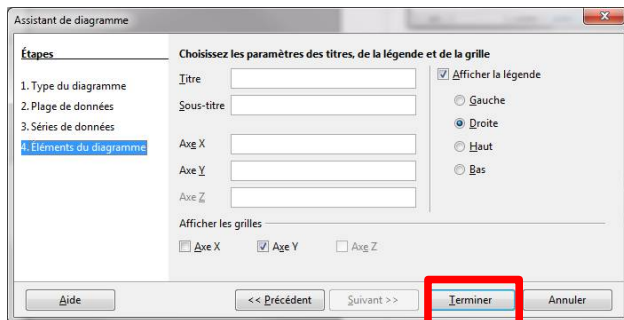 Assistant de diagramme
Étapes
1. Type du diagramme
2. Plage de données
3. Séries de données
4. Éléments du diagramme
Choisissez les paramètres des titres, de la légende et de la grille
Titre
Sous-titre
Axe X
Axe Y
Axe Z
Afficher la légende
Gauche
Droite
Haut
Bas
Afficher les grilles
Axe X Axe Y Axe Z
Aide << Précédent Suivant >> Terminer Annuler